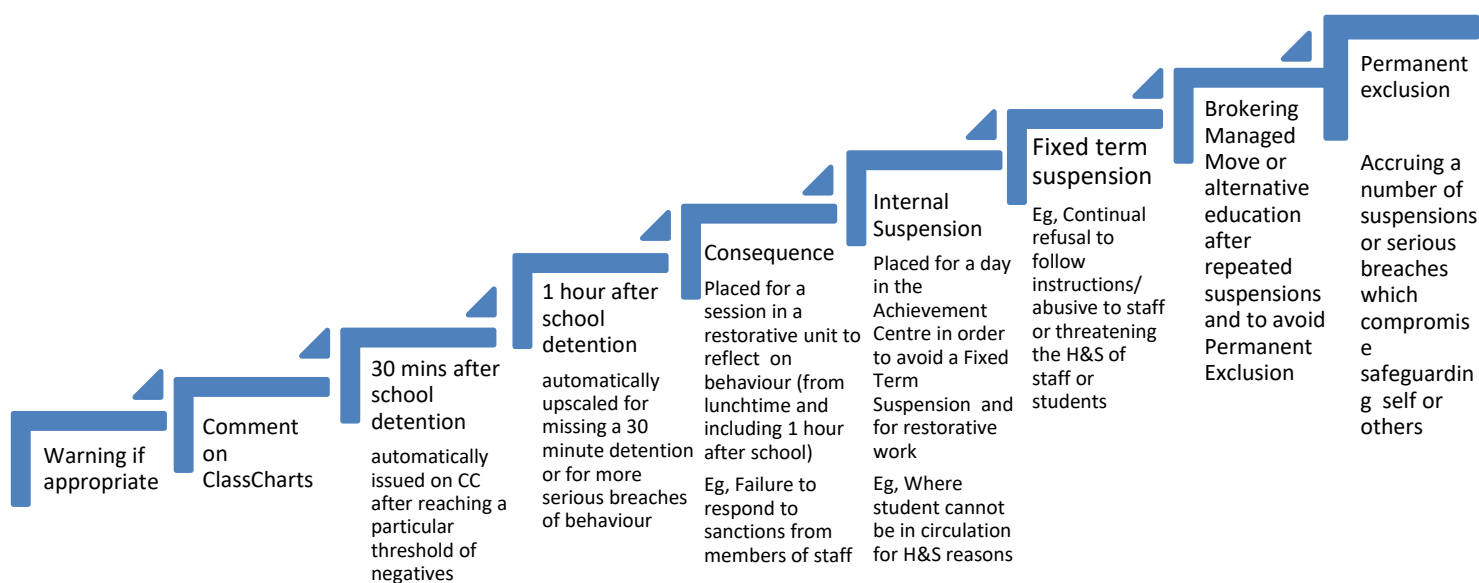 Warning if
appropriate
Comment
on
ClassCharts
30 mins after
school
detention
automatically
issued on CC
after reaching a
particular
threshold of
negatives
1 hour after
school
detention
automatically
upscaled for
missing a 30
minute detention
or for more
serious breaches
of behaviour
Consequence
Placed for a
session in a
restorative unit to
reflect on
behaviour (from
lunchtime and
including 1 hour
after school)
Eg, Failure to
respond to
sanctions from
members of staff
Internal
Suspension
Placed for a day
in the
Achievement
Centre in order
to avoid a Fixed
Term
Suspension and
for restorative
work
Eg, Where
student cannot
be in circulation
for H&S reasons
Fixed term
suspension
Eg, Continual
refusal to
follow
instructions/
abusive to staff
or threatening
the H&S of
staff or
students
Brokering
Managed
Move or
alternative
education
after
repeated
suspensions
and to avoid
Permanent
Exclusion
Permanent
exclusion
Accruing a
number of
suspensions
or serious
breaches
which
compromis
e
safeguardin
g self or
others